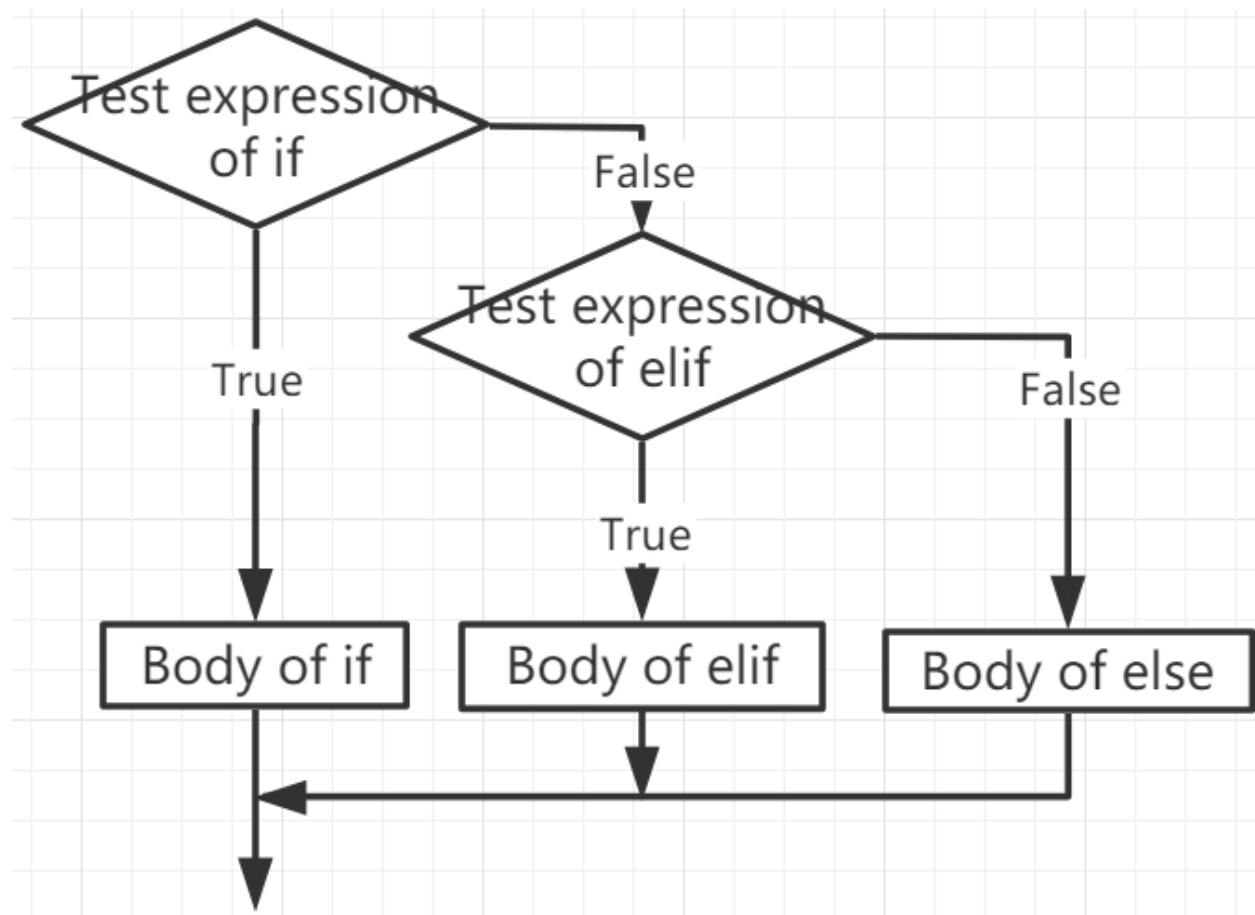 Test expression
of if
False
Test expression
of elif
True
False
True
Body of if
Body of elif
Body of else